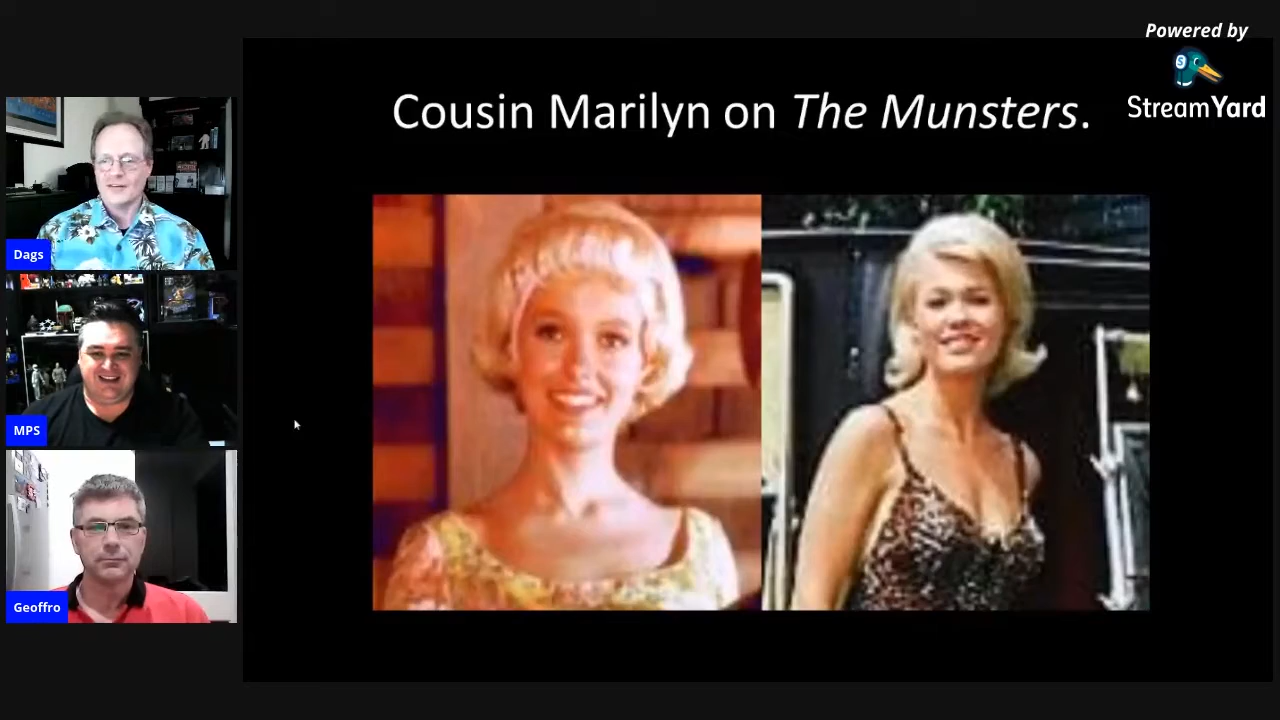 Powered by
StreamYard
Cousin Marilyn on The Munsters.
Dags
MPS
Geoffro